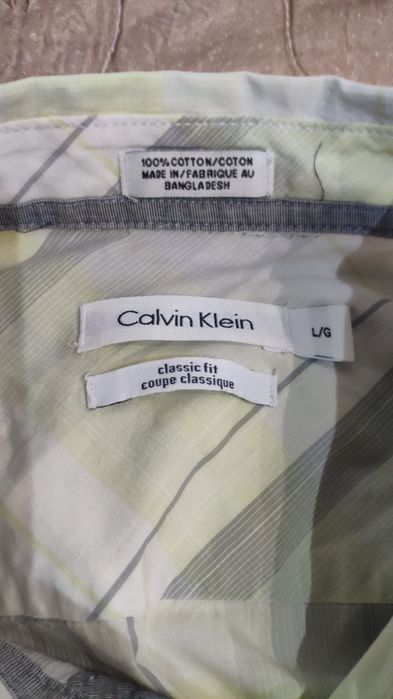 100% COTTON/COTON
MADE IN/FABRIQUE AU
BANGLADESH
Calvin Klein
L/G
classic fit
coupe classique